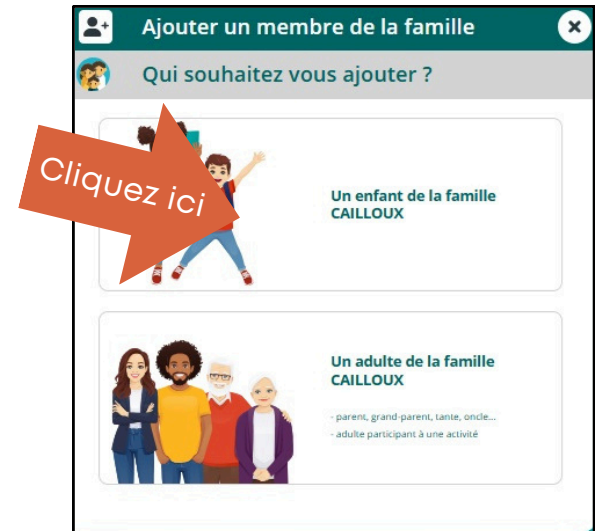 Ajouter un membre de la famille
Qui souhaitez vous ajouter ?
Cliquez ici
Un enfant de la famille
CAILLOUX
Un adulte de la famille
CAILLOUX
- parent, grand-parent, tante, oncle...
- adulte participant à une activité